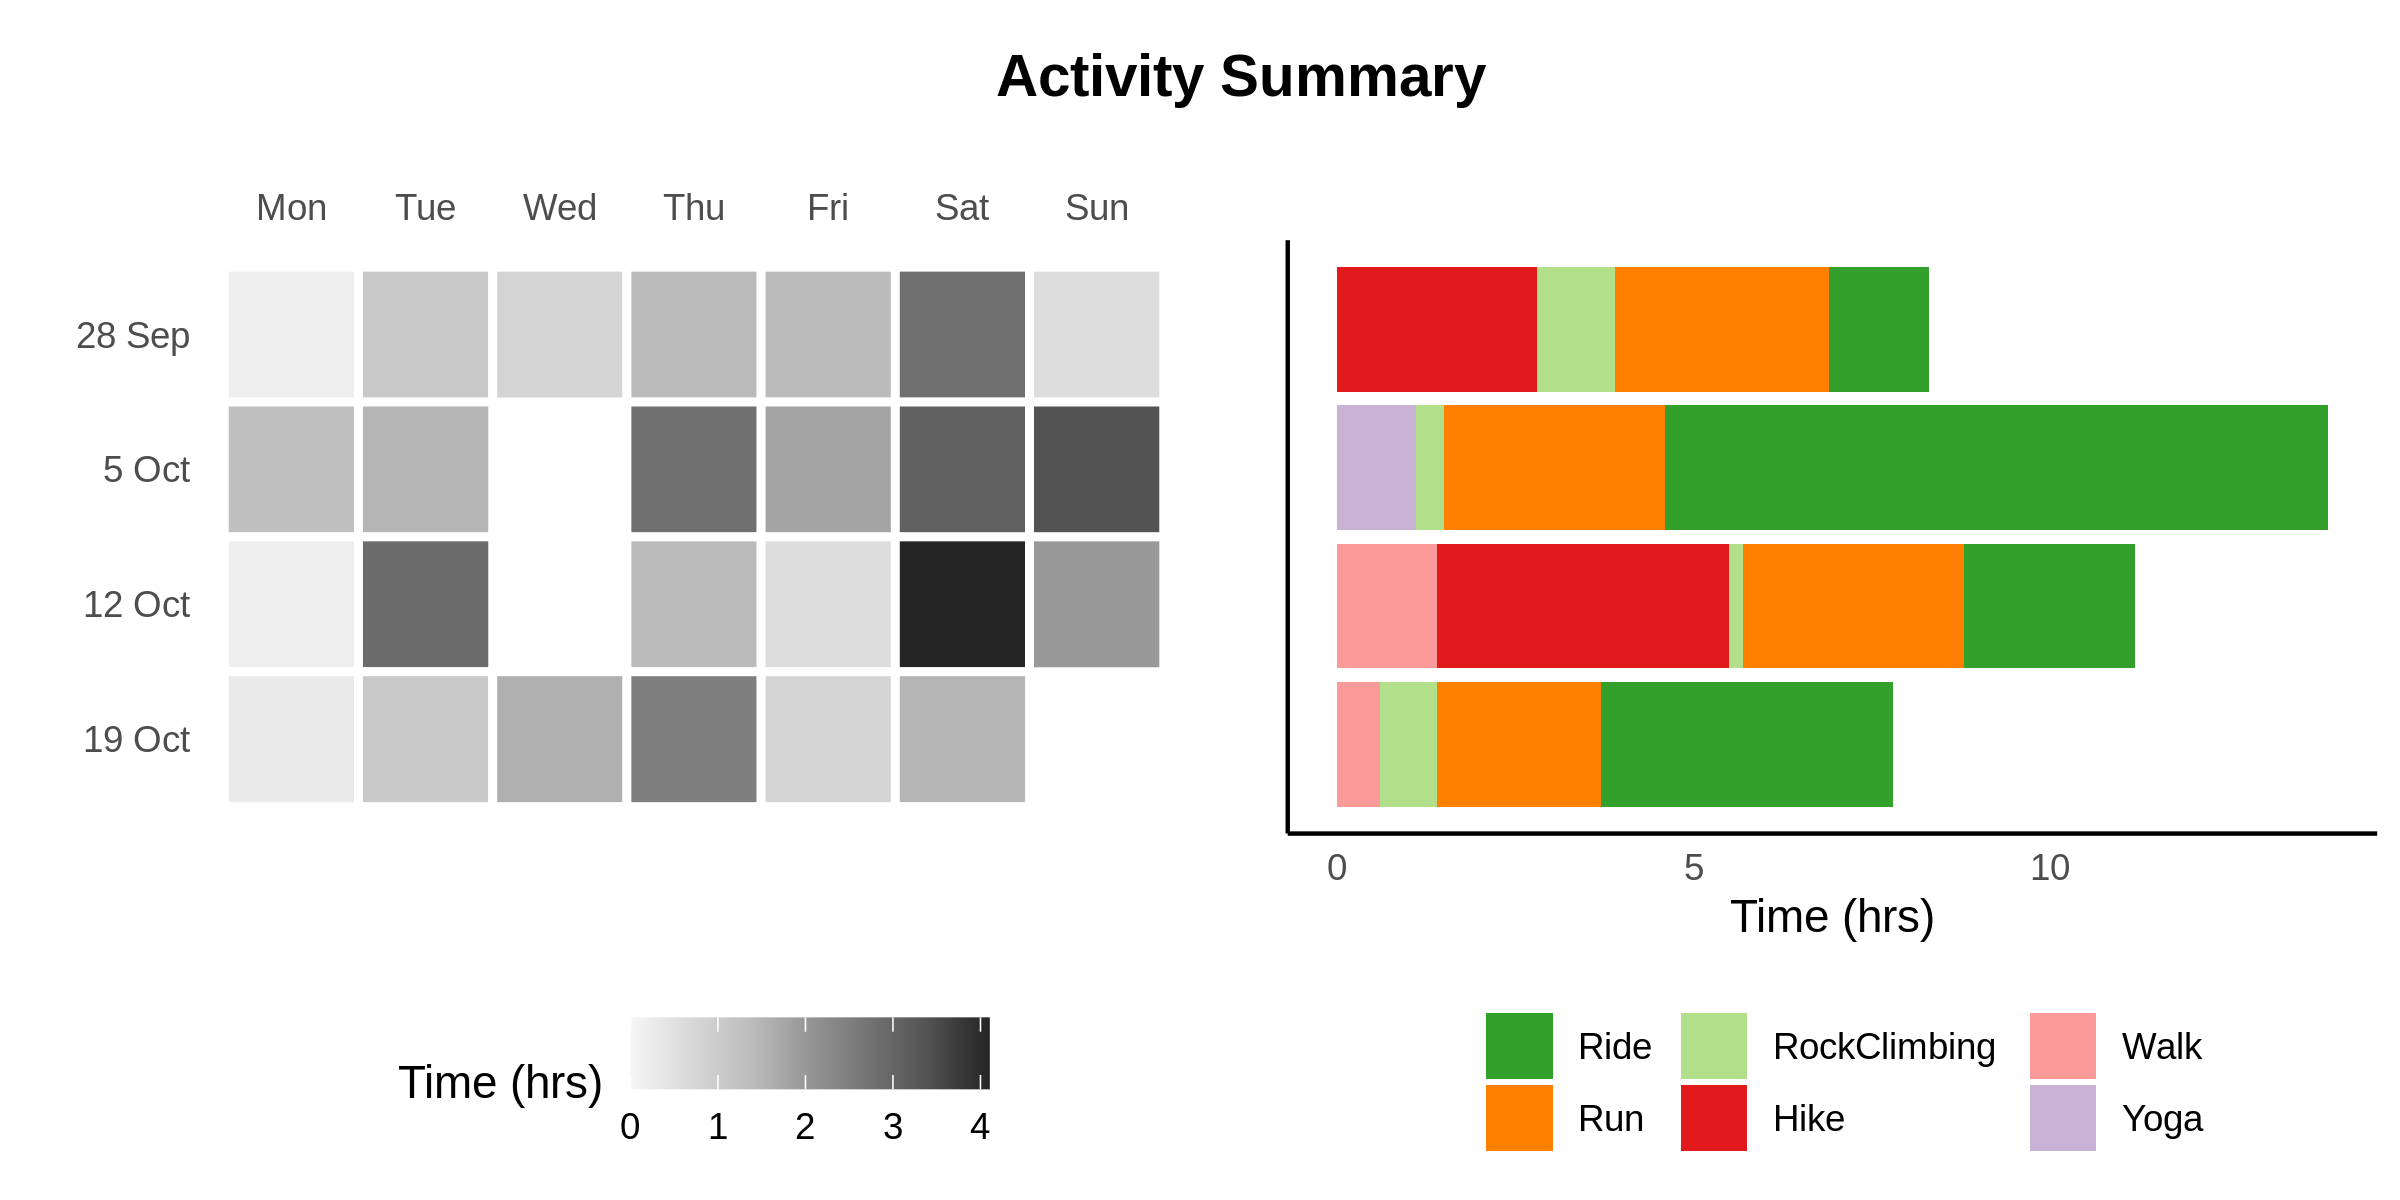 Activity Summary
Mon Tue Wed Thu Fri Sat Sun
28 Sep
5 Oct
12 Oct
19 Oct
0 5 10
Time (hrs)
Time (hrs)
0 1 2 3 4
Ride RockClimbing Walk
Run Hike Yoga